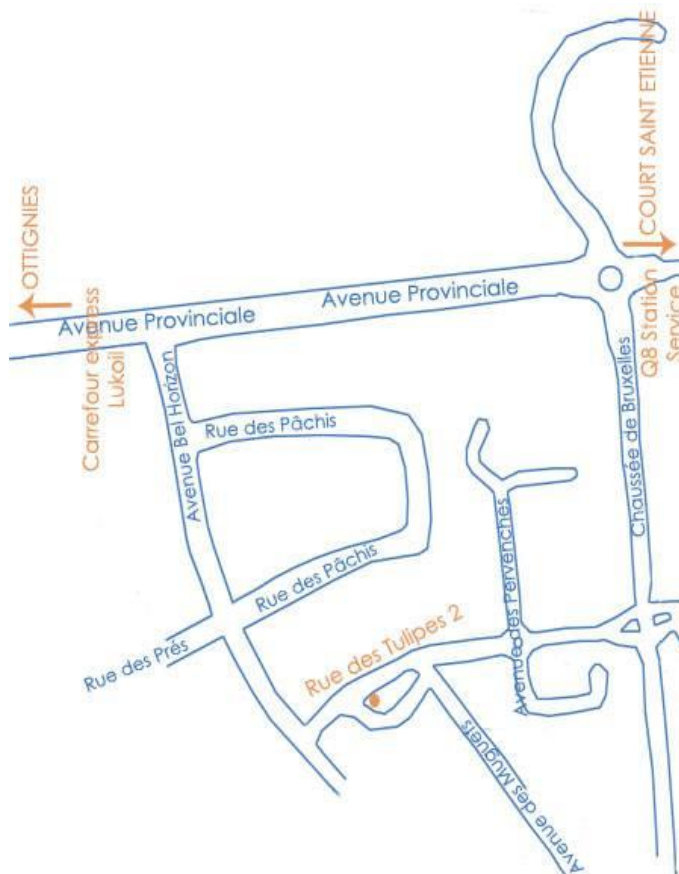 COURT SAINT ETIENNE
OTTIGNIES
Avenue Provinciale
Avenue Provinciale
Carrefour express
Lukoil
Q8 Station
Service
Avenue Bel Horizon
Rue des Pâchis
Chaussée de Bruxelles
Avenue des Pervenches
Rue des Pâchis
Rue des Prés
Rue des Tulipes 2
Avenue des Muguets